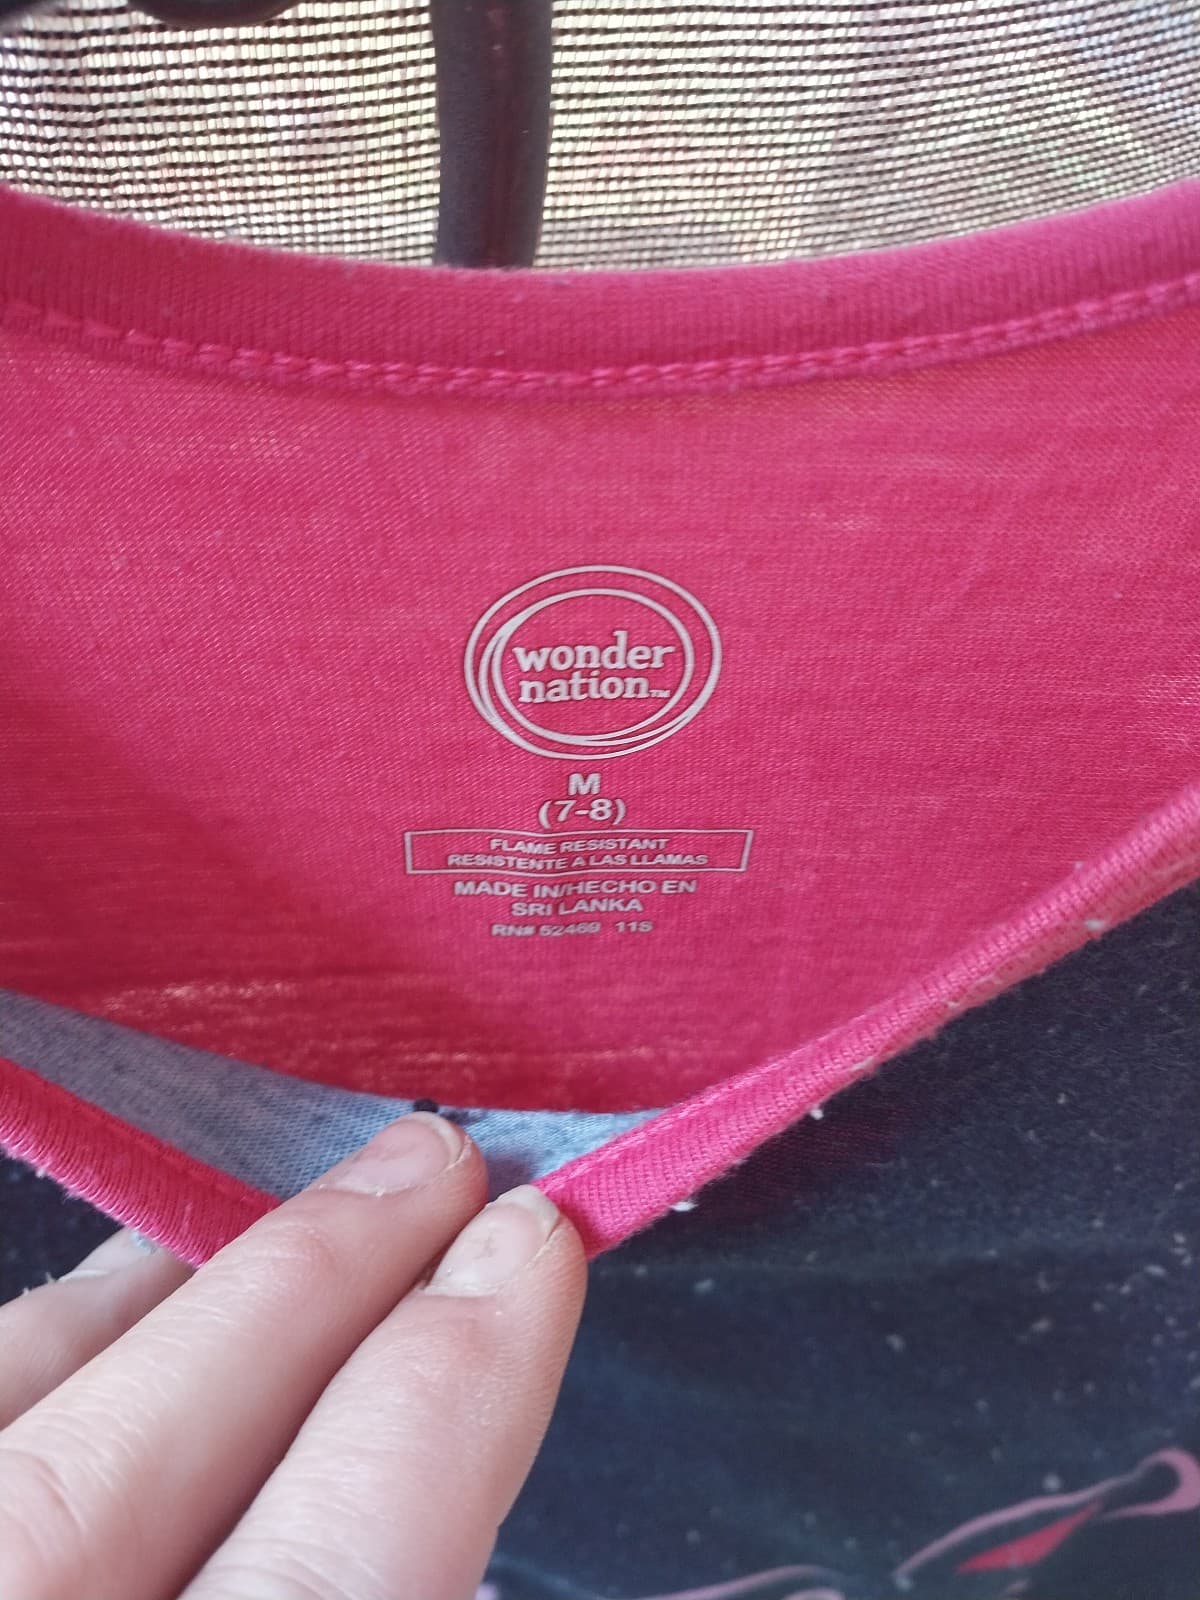 wonder
nation™
M
(7-8)
FLAME RESISTANT
RESISTENTE A LAS LLAMAS
MADE IN/HECHO EN
SRI LANKA
RN# 52469 11S